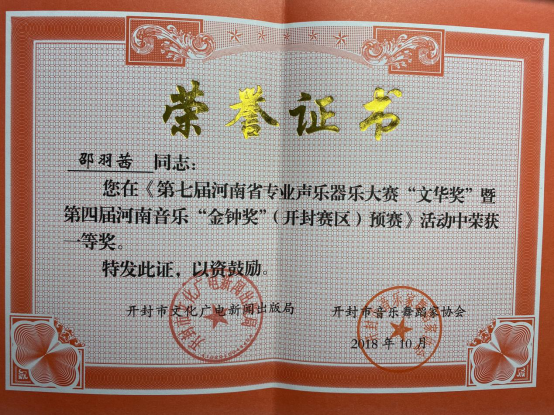 荣誉证书
邵羽茜 同志：
您在《第七届河南省专业声乐器乐大赛“文华奖”暨
第四届河南音乐“金钟奖”（开封赛区）预赛》活动中荣获
一等奖。
特发此证，以资鼓励。
开封市文化广电新闻出版局
开封市音乐舞蹈家协会
2018年10月